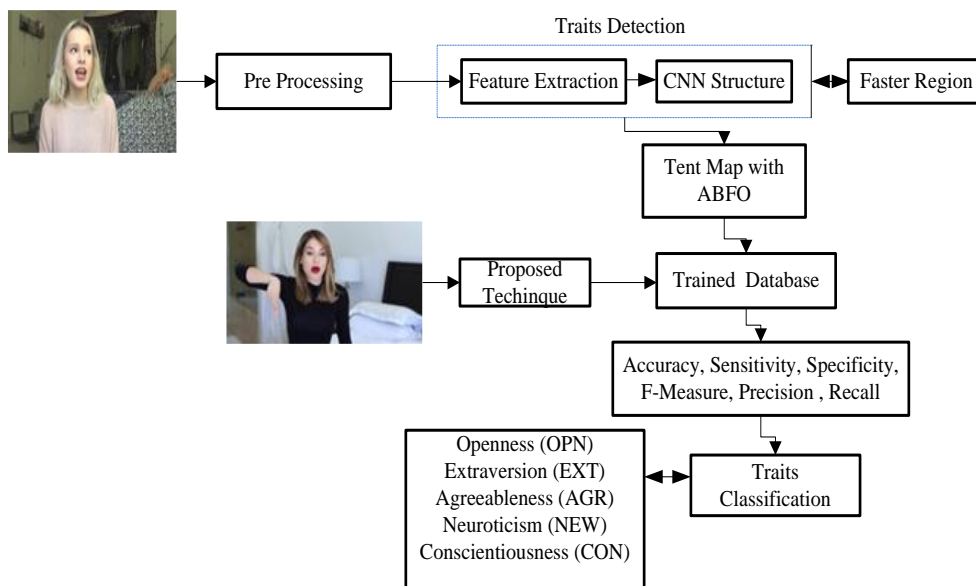 Traits Detection
Pre Processing
Feature Extraction
CNN Structure
Faster Region
Tent Map with
ABFO
Proposed
Techinque
Trained Database
Accuracy, Sensitivity, Specificity,
F-Measure, Precision , Recall
Openness (OPN)
Extraversion (EXT)
Agreeableness (AGR)
Neuroticism (NEW)
Conscientiousness (CON)
Traits
Classification